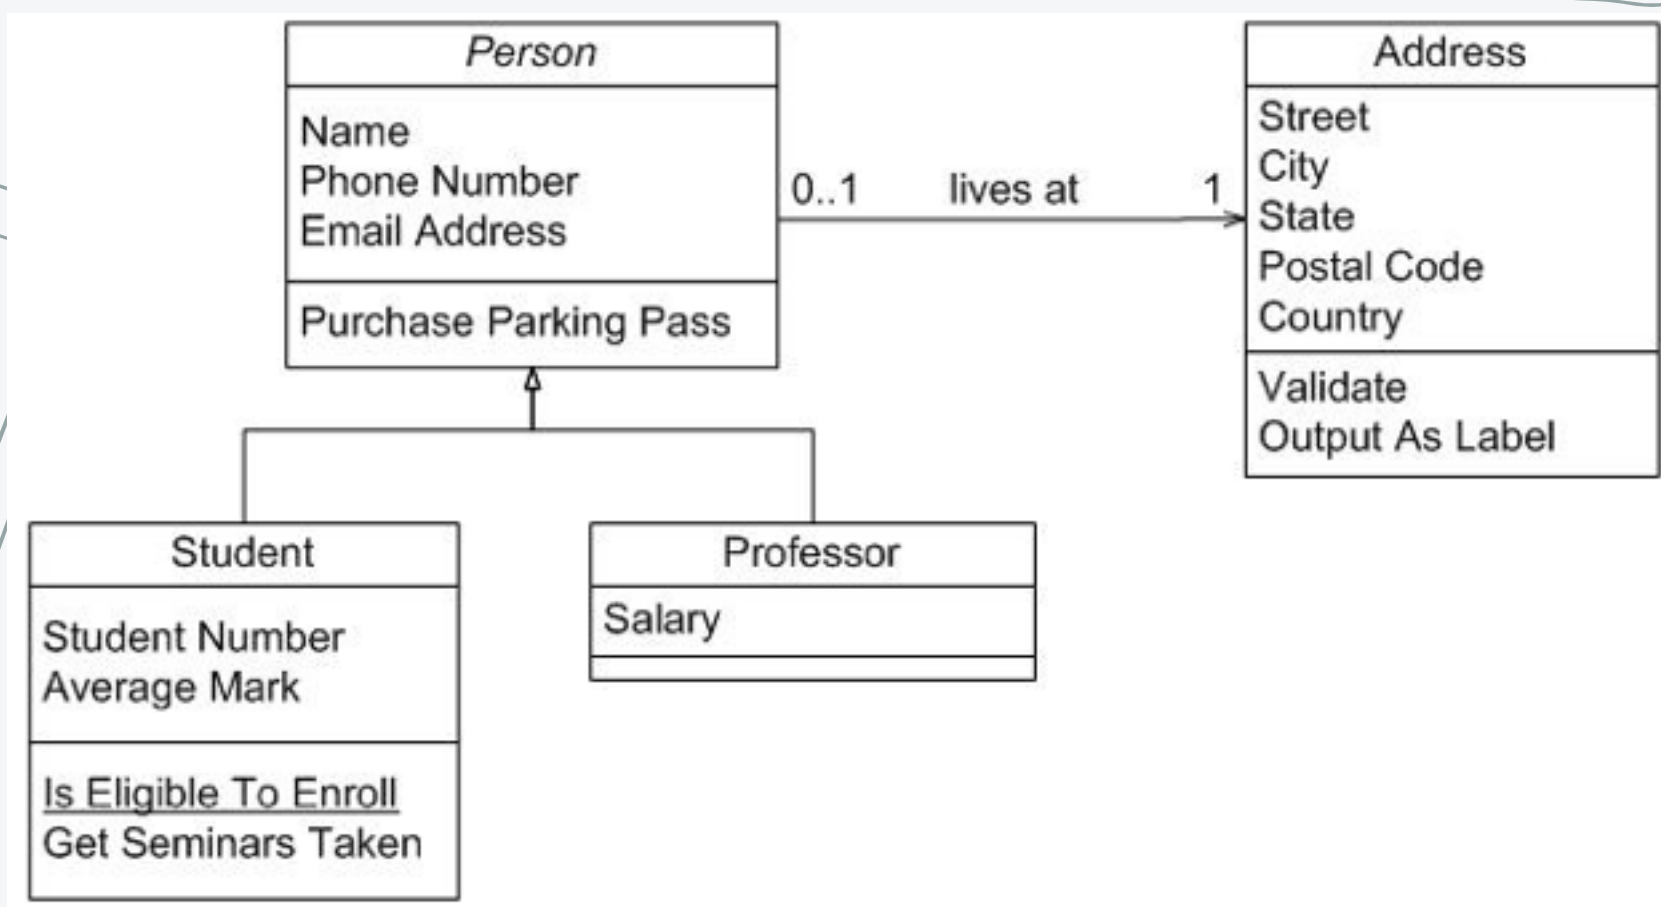 Person
Name
Phone Number
Email Address
Purchase Parking Pass
0..1 lives at 1
Address
Street
City
State
Postal Code
Country
Validate
Output As Label
Student
Student Number
Average Mark
Is Eligible To Enroll
Get Seminars Taken
Professor
Salary